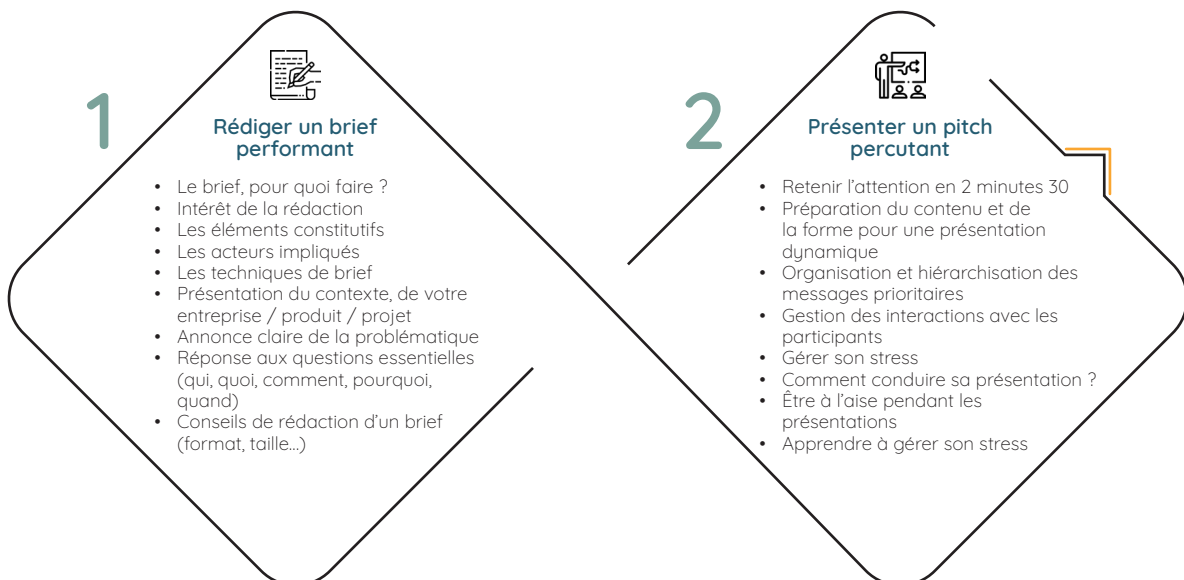 1
Rédiger un brief
performant
• Le brief, pour quoi faire ?
• Intérêt de la rédaction
• Les éléments constitutifs
• Les acteurs impliqués
• Les techniques de brief
• Présentation du contexte, de votre
entreprise / produit / projet
• Annonce claire de la problématique
• Réponse aux questions essentielles
(qui, quoi, comment, pourquoi,
quand)
• Conseils de rédaction d’un brief
(format, taille...)
2
Présenter un pitch
percutant
• Retenir l’attention en 2 minutes 30
• Préparation du contenu et de
la forme pour une présentation
dynamique
• Organisation et hiérarchisation des
messages prioritaires
• Gestion des interactions avec les
participants
• Gérer son stress
• Comment conduire sa présentation ?
• Être à l’aise pendant les
présentations
• Apprendre à gérer son stress